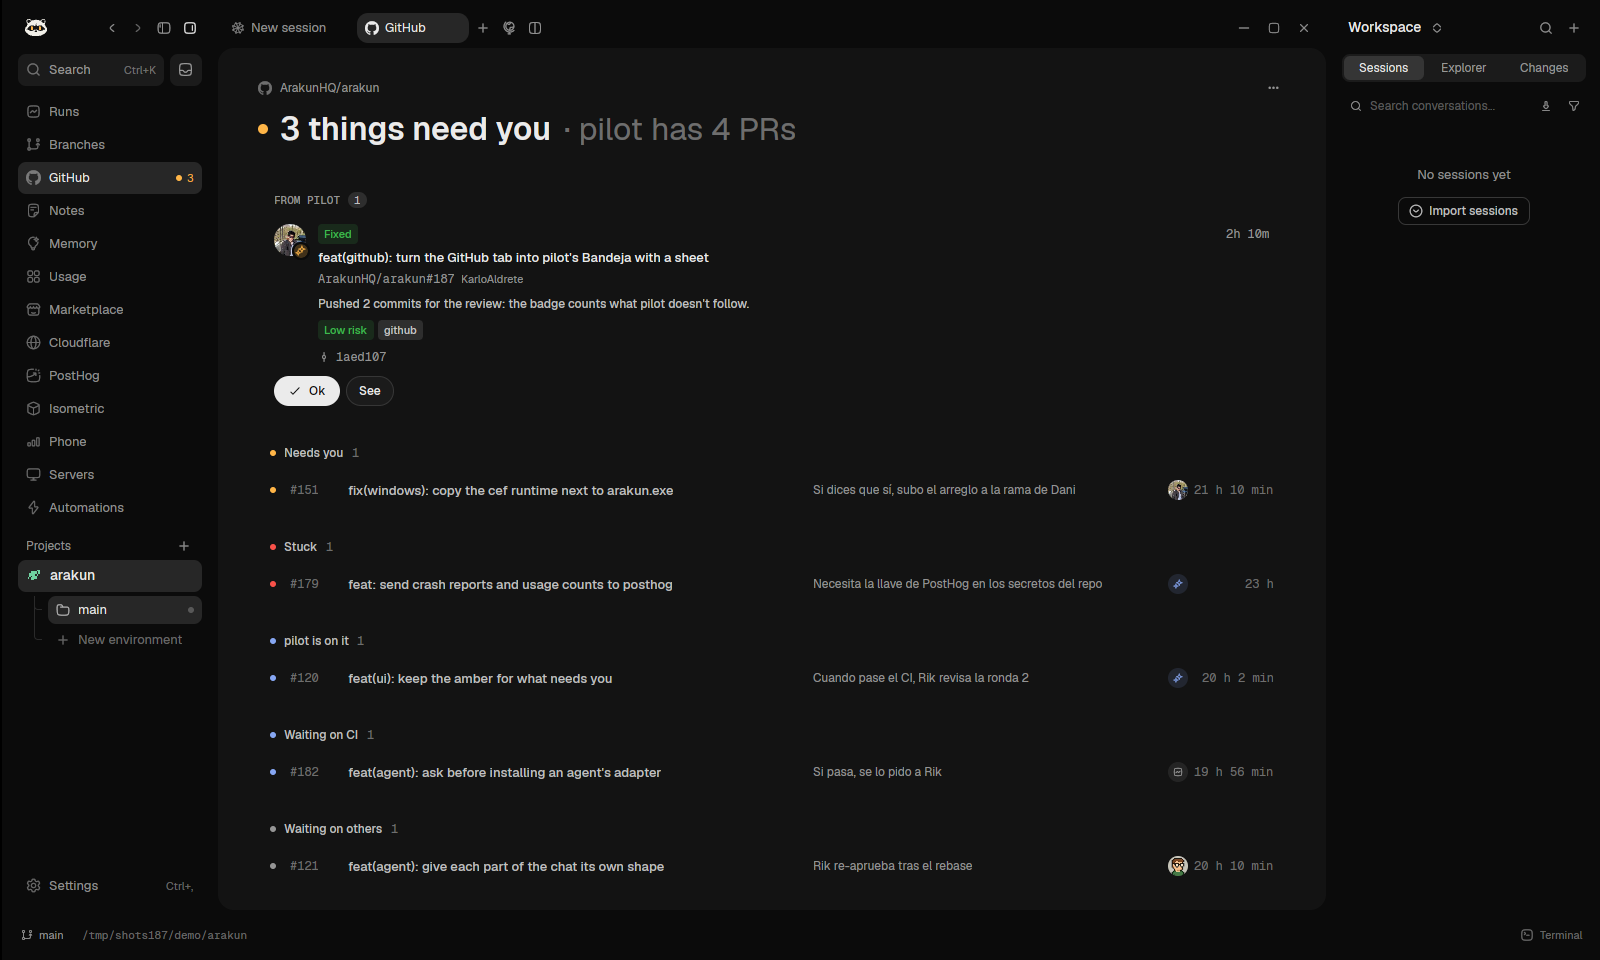 New session
GitHub
Workspace
Search Ctrl+K
Runs
Branches
GitHub 3
Notes
Memory
Usage
Marketplace
Cloudflare
PostHog
Isometric
Phone
Servers
Automations
Projects
arakun
main
New environment
Settings Ctrl+,
ArakunHQ/arakun
3 things need you · pilot has 4 PRs
FROM PILOT 1
Fixed 2h 10m
feat(github): turn the GitHub tab into pilot's Bandeja with a sheet
ArakunHQ/arakun#187 KarloAldrete
Pushed 2 commits for the review: the badge counts what pilot doesn't follow.
Low risk github
1aed107
Ok See
Needs you 1
#151 fix(windows): copy the cef runtime next to arakun.exe Si dices que sí, subo el arreglo a la rama de Dani 21 h 10 min
Stuck 1
#179 feat: send crash reports and usage counts to posthog Necesita la llave de PostHog en los secretos del repo 23 h
pilot is on it 1
#120 feat(ui): keep the amber for what needs you Cuando pase el CI, Rik revisa la ronda 2 20 h 2 min
Waiting on CI 1
#182 feat(agent): ask before installing an agent's adapter Si pasa, se lo pido a Rik 19 h 56 min
Waiting on others 1
#121 feat(agent): give each part of the chat its own shape Rik re-aprueba tras el rebase 20 h 10 min
Sessions Explorer Changes
Search conversations...
No sessions yet
Import sessions
main /tmp/shots187/demo/arakun
Terminal